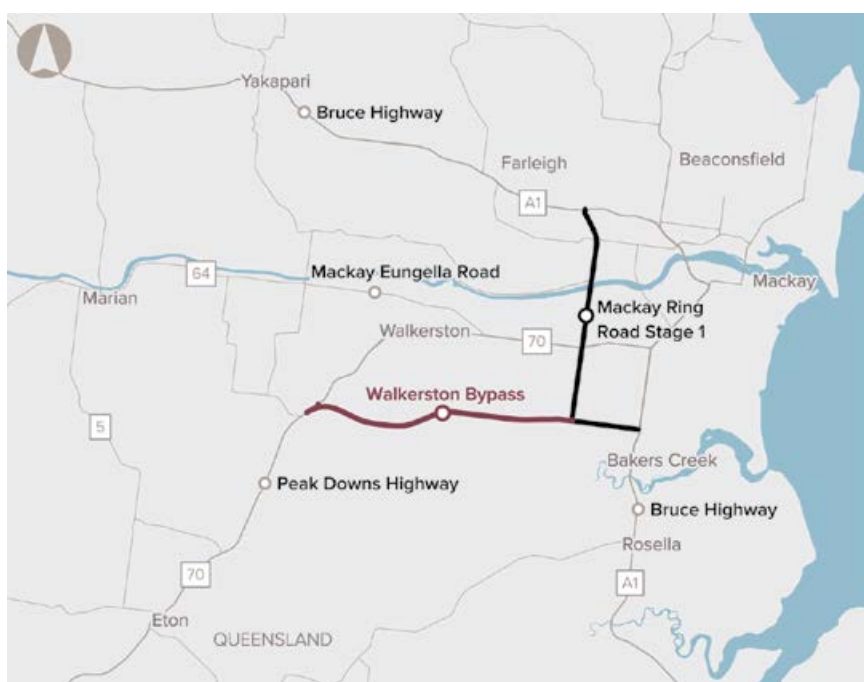 Yakapari
Bruce Highway
Farleigh
Beaconsfield
A1
64
Mackay Eungella Road
Mackay
Marian
Mackay Ring
Road Stage 1
Walkerston
70
Walkerston Bypass
5
Bakers Creek
Peak Downs Highway
Bruce Highway
Rosella
70
A1
Eton
QUEENSLAND